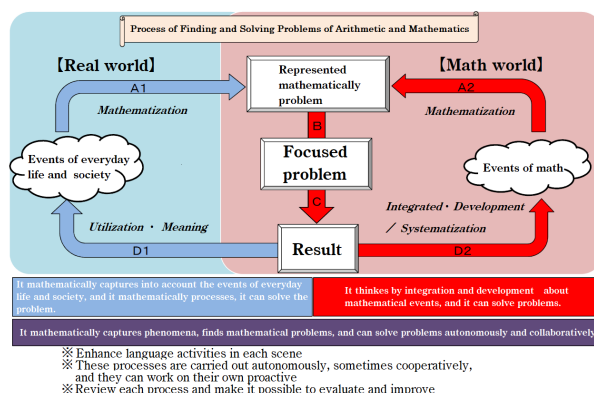 Process of Finding and Solving Problems of Arithmetic and Mathematics
【Real world】
【Math world】
Represented
mathematically
problem
A1
A2
Mathematization
Mathematization
B
Events of everyday
life and society
Focused
problem
Events of math
C
Utilization・ Meaning
Integrated・Development
／ Systematization
D1
Result
D2
It mathematically captures into account the events of everyday
life and society, and it mathematically processes, it can solve the
problem.
It thinkes by integration and development about
mathematical events, and it can solve problems.
It mathematically captures phenomena, finds mathematical problems, and can solve problems autonomously and collaboratively
※ Enhance language activities in each scene
※ These processes are carried out autonomously, sometimes cooperatively,
and they can work on their own proactive
※ Review each process and make it possible to evaluate and improve